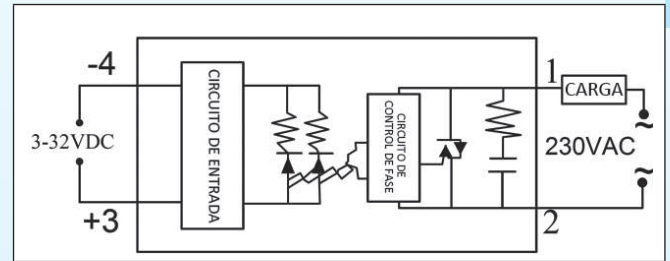 -4
3-32VDC
+3
CIRCUITO DE ENTRADA
CIRCUITO DE
CONTROL DE FASE
1
CARGA
~
230VAC
~
2